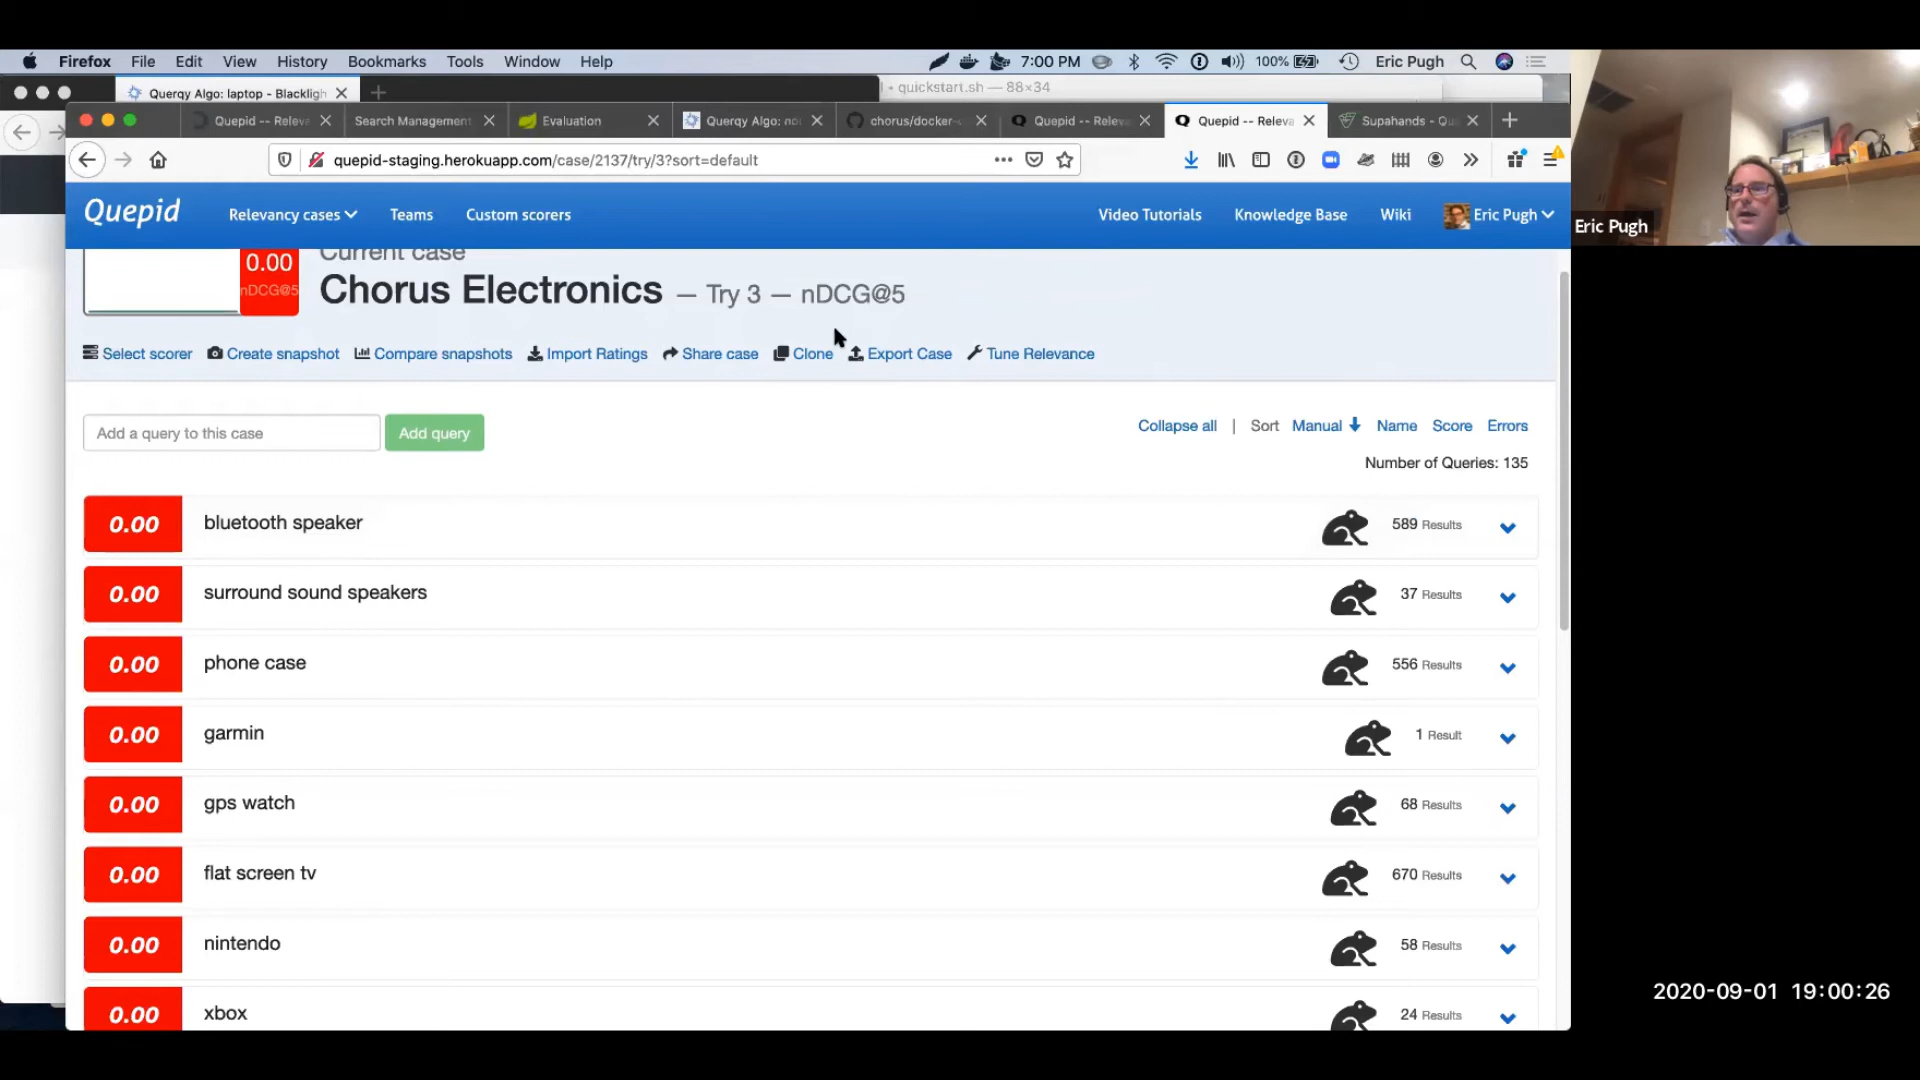 Firefox File Edit View History Bookmarks Tools Window Help 7:00 PM 100% Eric Pugh
Querqy Algo: laptop - Blackligh
quickstart.sh — 88×34
Quepid -- Releva
Search Management
Evaluation
Querqy Algo: no
chorus/docker-
Quepid -- Releva
Quepid -- Releva
Supahands - Qu
quepid-staging.herokuapp.com/case/2137/try/3?sort=default
Quepid Relevancy cases Teams Custom scorers Video Tutorials Knowledge Base Wiki Eric Pugh
Eric Pugh
Current case
0.00
nDCG@5
Chorus Electronics — Try 3 — nDCG@5
Select scorer Create snapshot Compare snapshots Import Ratings Share case Clone Export Case Tune Relevance
Add a query to this case Add query
Collapse all | Sort Manual Name Score Errors
Number of Queries: 135
0.00 bluetooth speaker 589 Results
0.00 surround sound speakers 37 Results
0.00 phone case 556 Results
0.00 garmin 1 Result
0.00 gps watch 68 Results
0.00 flat screen tv 670 Results
0.00 nintendo 58 Results
0.00 xbox 24 Results
2020-09-01 19:00:26